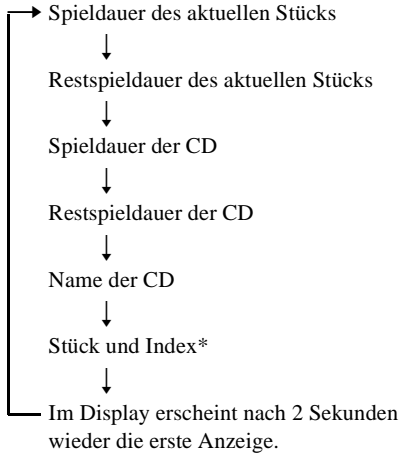 Spieldauer des aktuellen Stücks
Restspieldauer des aktuellen Stücks
Spieldauer der CD
Restspieldauer der CD
Name der CD
Stück und Index*
Im Display erscheint nach 2 Sekunden
wieder die erste Anzeige.